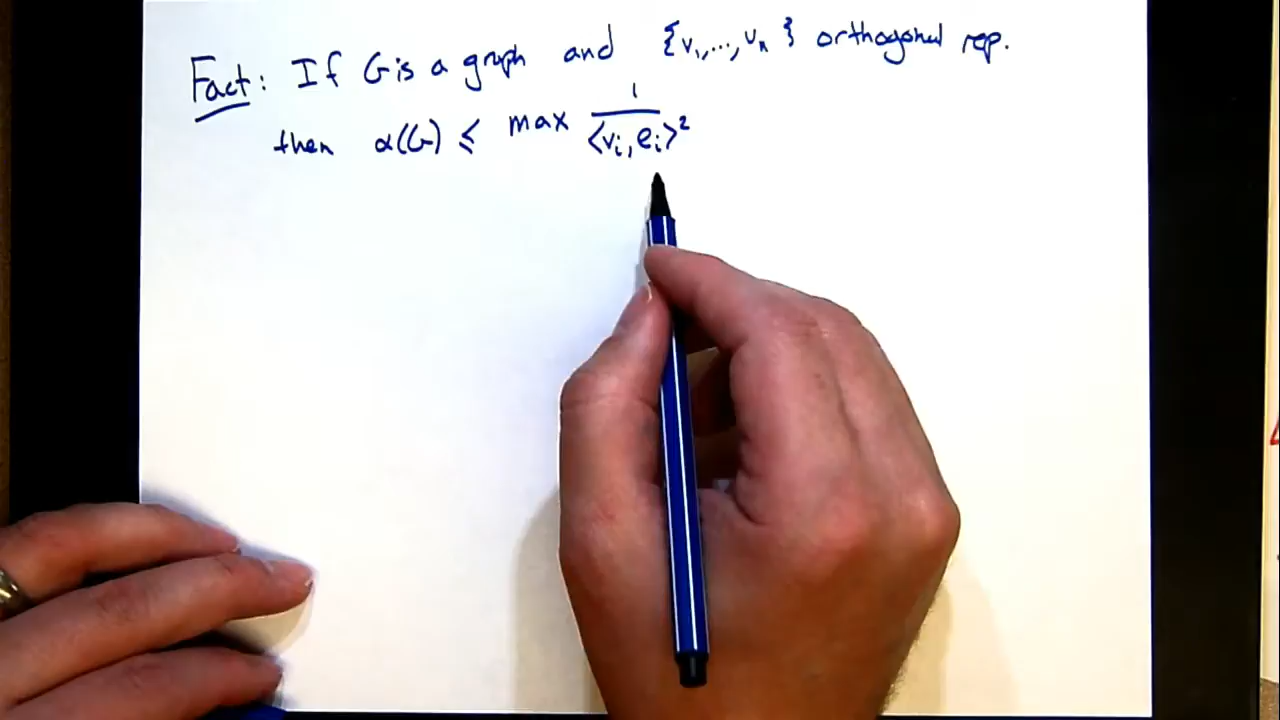 Fact: If G is a graph and {v₁,...,vₙ} orthogonal rep.
then α(G) ≤ max 1/⟨vᵢ,eᵢ⟩²